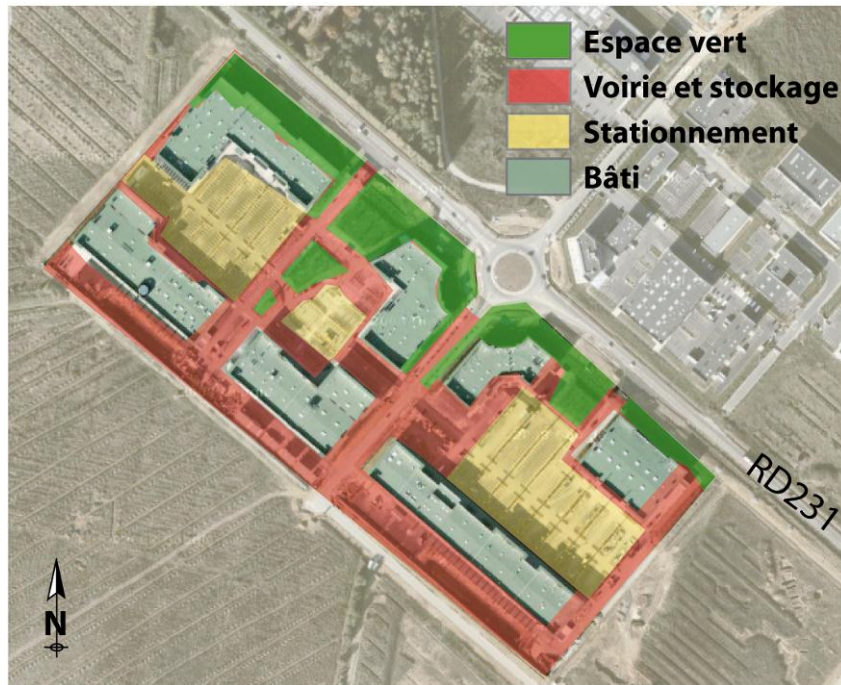 Espace vert
Voirie et stockage
Stationnement
Bâti
RD231
N